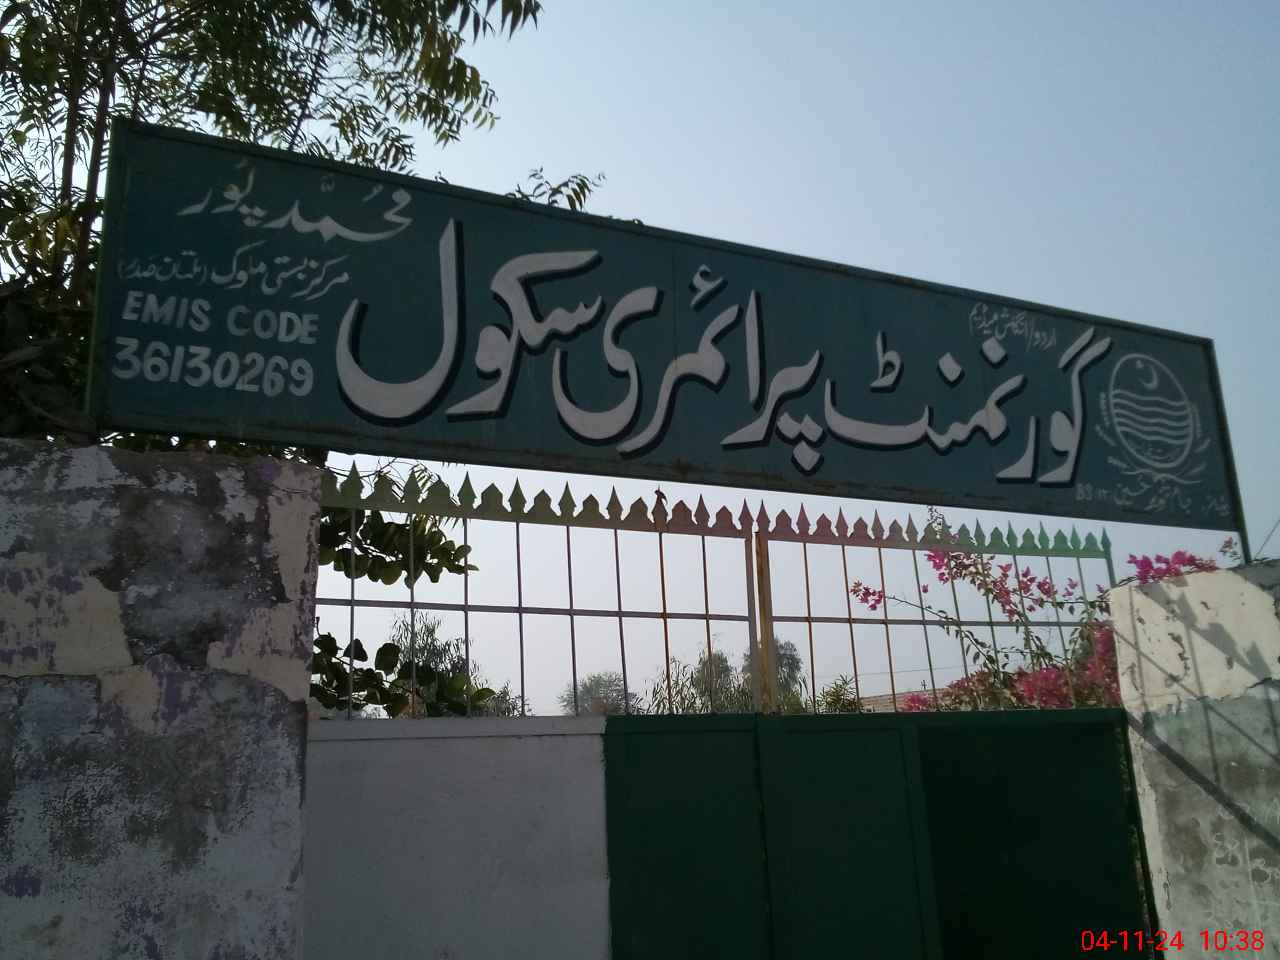 اردو/انگلش میڈیم
گورنمنٹ پرائمری سکول
محمّد پور
مرکز بستی ملوک (ملتان صدر)
EMIS CODE
36130269
04-11-24 10:38